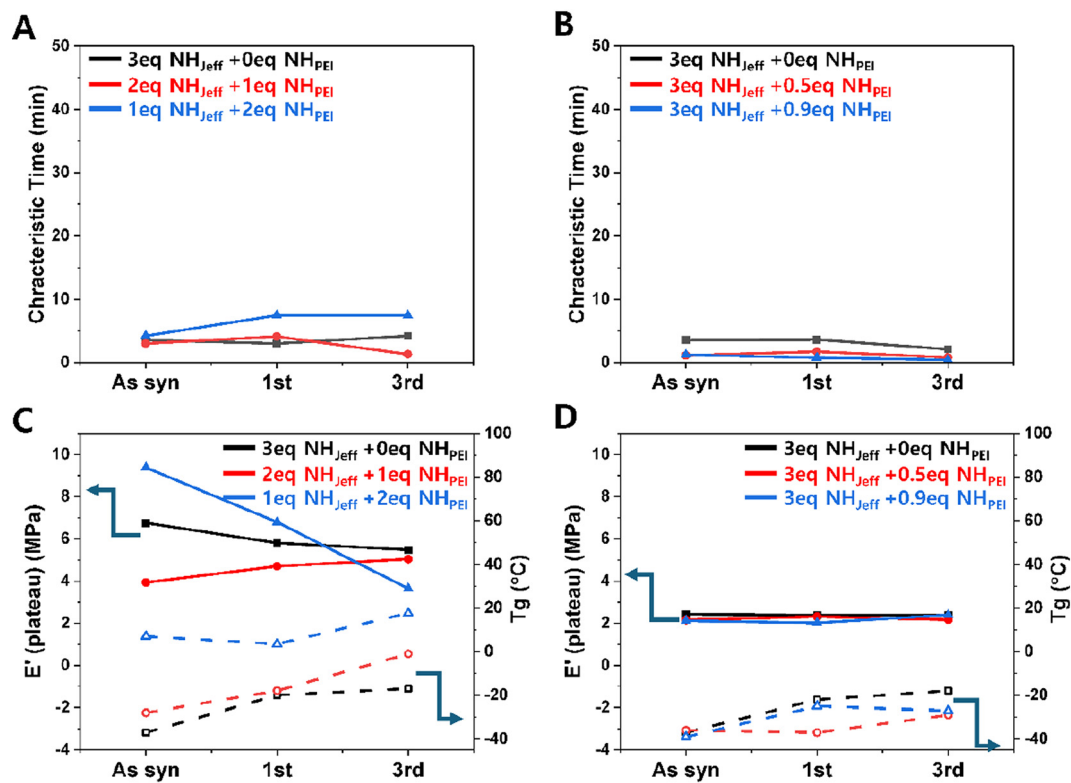 A
50
40
30
20
10
0
Chracteristic Time (min)
3eq NHJeff +0eq NHPEI
2eq NHJeff +1eq NHPEI
1eq NHJeff +2eq NHPEI
As syn 1st 3rd
B
50
40
30
20
10
0
Chracteristic Time (min)
3eq NHJeff +0eq NHPEI
3eq NHJeff +0.5eq NHPEI
3eq NHJeff +0.9eq NHPEI
As syn 1st 3rd
C
10
8
6
4
2
0
-2
-4
E' (plateau) (MPa)
3eq NHJeff +0eq NHPEI
2eq NHJeff +1eq NHPEI
1eq NHJeff +2eq NHPEI
100
80
60
40
20
0
-20
-40
Tg (°C)
As syn 1st 3rd
D
10
8
6
4
2
0
-2
-4
E' (plateau) (MPa)
3eq NHJeff +0eq NHPEI
3eq NHJeff +0.5eq NHPEI
3eq NHJeff +0.9eq NHPEI
100
80
60
40
20
0
-20
-40
Tg (°C)
As syn 1st 3rd